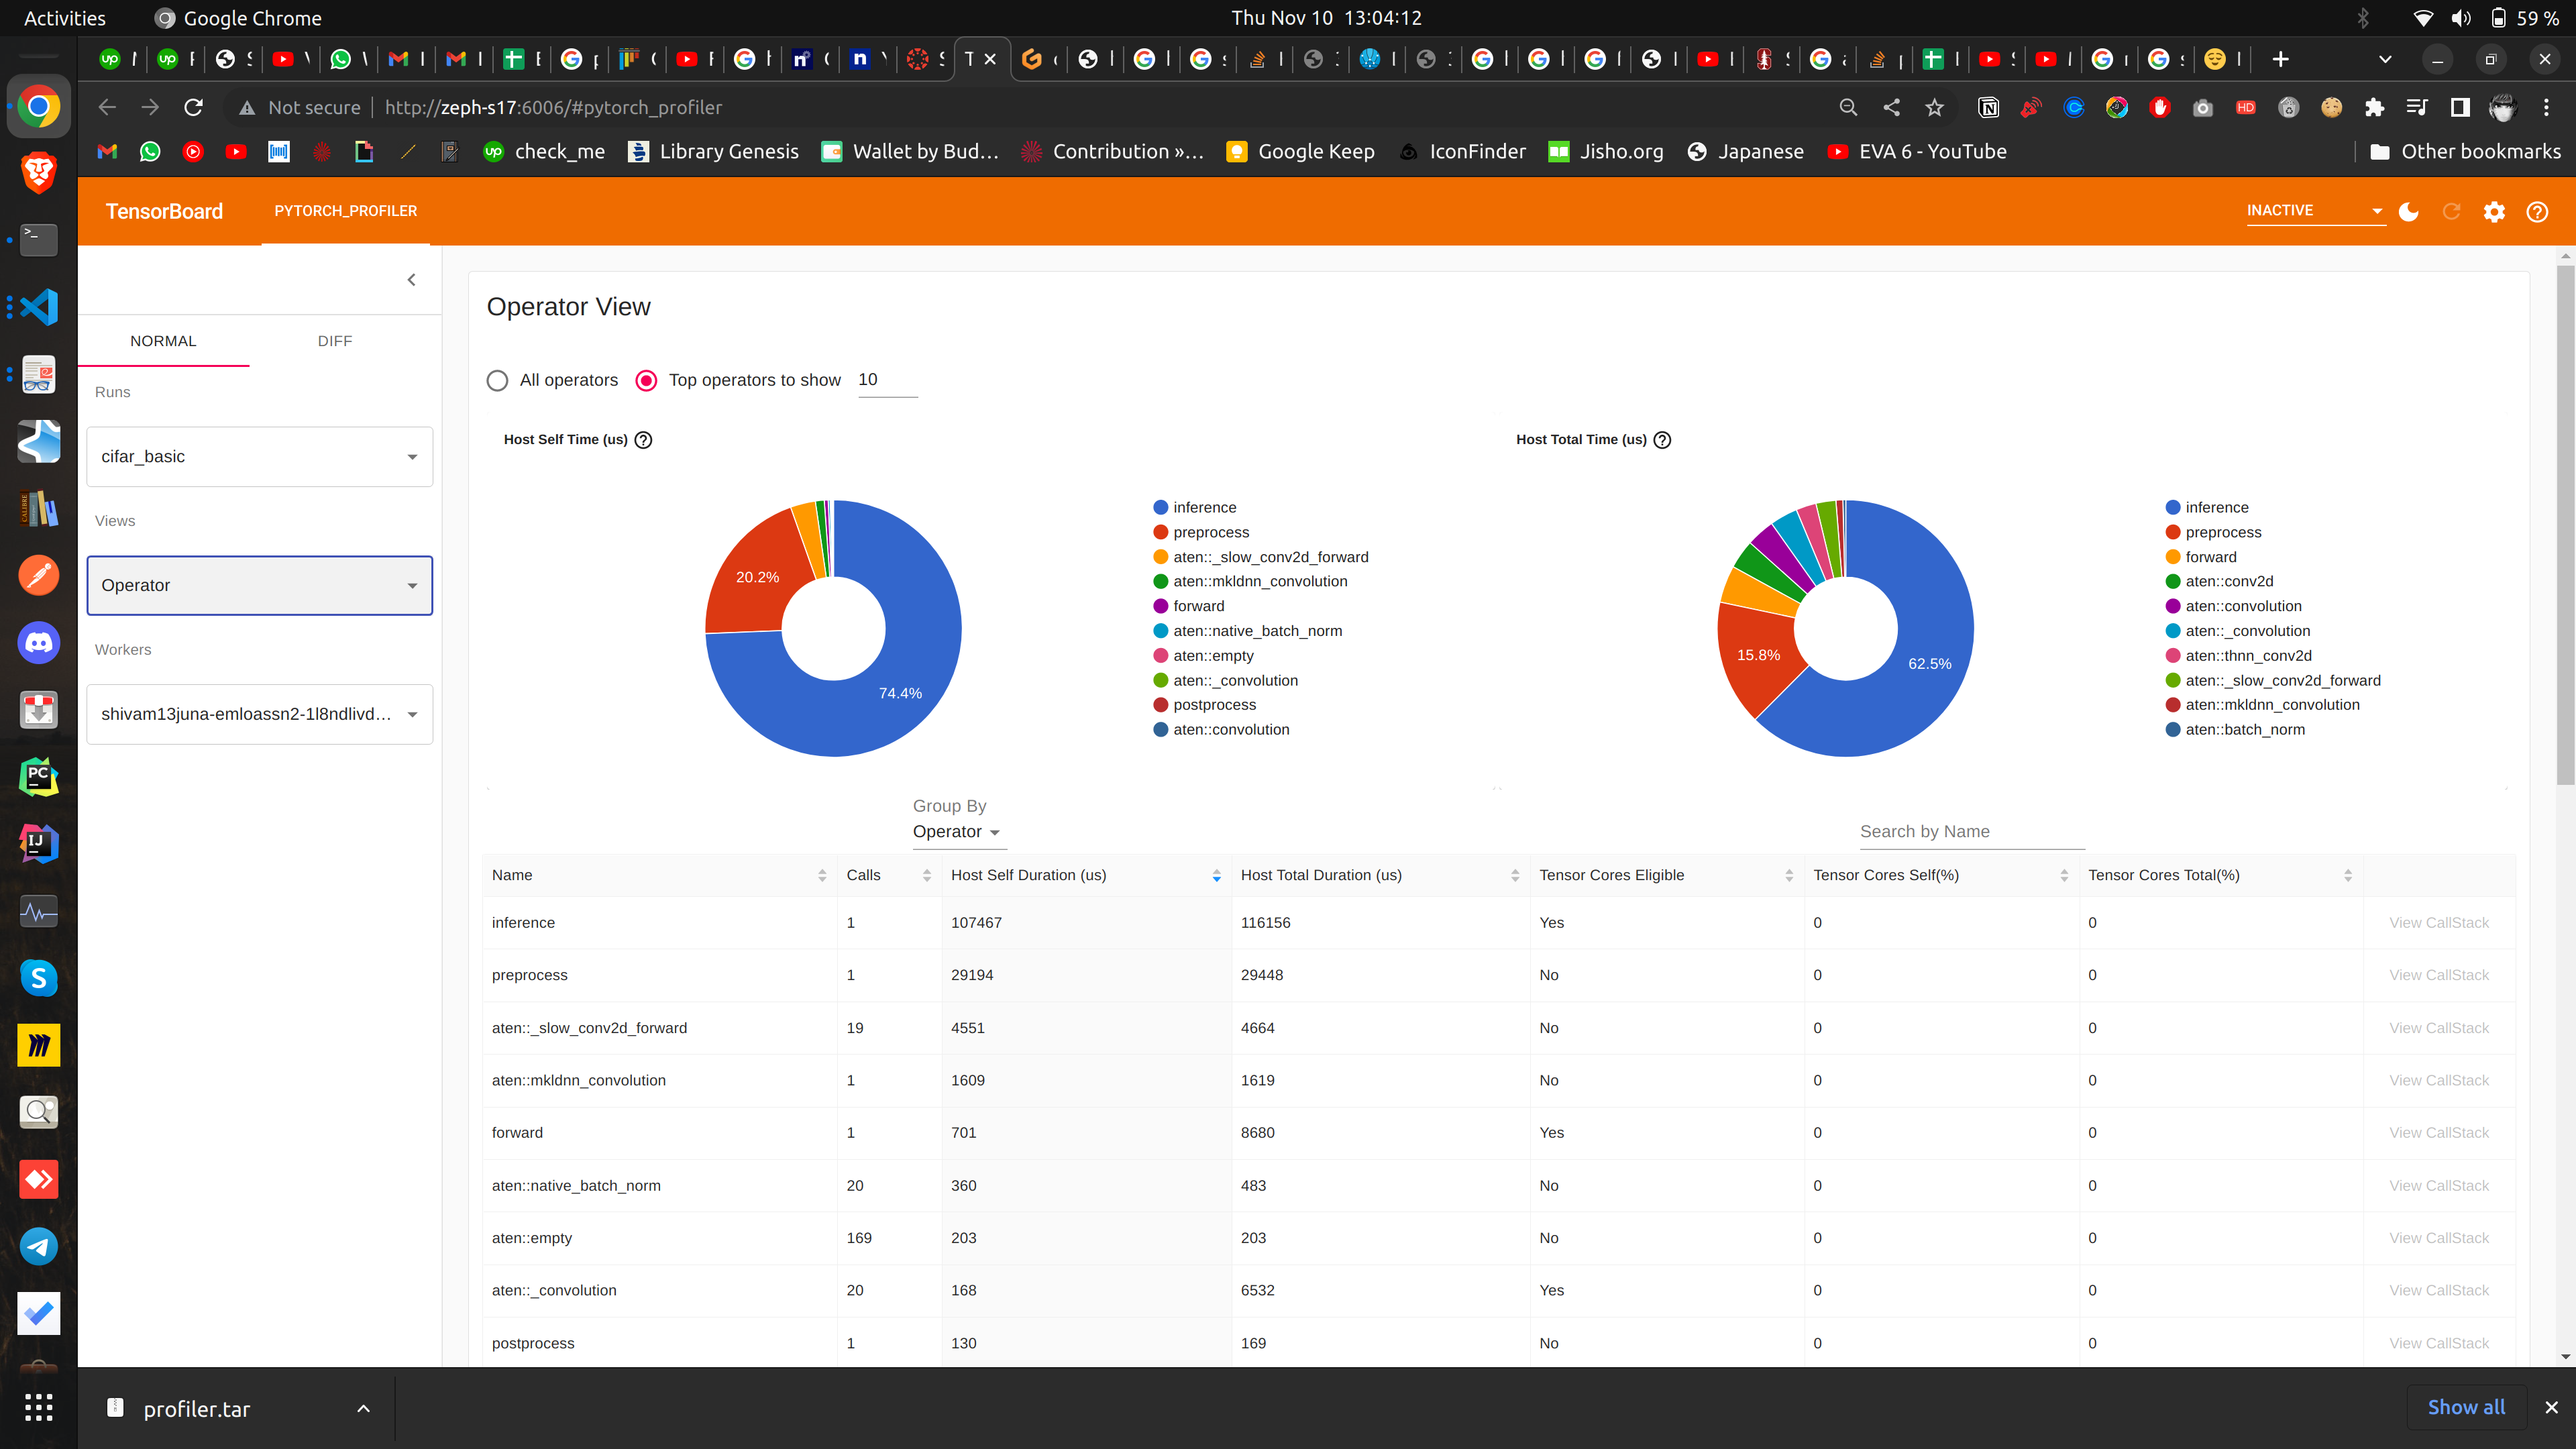 Activities
Google Chrome
Thu Nov 10 13:04:12
59 %
Not secure
http://zeph-s17:6006/#pytorch_profiler
check_me
Library Genesis
Wallet by Bud...
Contribution »...
Google Keep
IconFinder
Jisho.org
Japanese
EVA 6 - YouTube
Other bookmarks
TensorBoard
PYTORCH_PROFILER
INACTIVE
NORMAL
DIFF
Runs
cifar_basic
Views
Operator
Workers
shivam13juna-emloassn2-1l8ndlivd...
Operator View
All operators
Top operators to show
10
Host Self Time (us)
20.2%
74.4%
inference
preprocess
aten::_slow_conv2d_forward
aten::mkldnn_convolution
forward
aten::native_batch_norm
aten::empty
aten::_convolution
postprocess
aten::convolution
Host Total Time (us)
15.8%
62.5%
inference
preprocess
forward
aten::conv2d
aten::convolution
aten::_convolution
aten::thnn_conv2d
aten::_slow_conv2d_forward
aten::mkldnn_convolution
aten::batch_norm
Group By
Operator
Search by Name
Name Calls Host Self Duration (us) Host Total Duration (us) Tensor Cores Eligible Tensor Cores Self(%) Tensor Cores Total(%)
inference 1 107467 116156 Yes 0 0 View CallStack
preprocess 1 29194 29448 No 0 0 View CallStack
aten::_slow_conv2d_forward 19 4551 4664 No 0 0 View CallStack
aten::mkldnn_convolution 1 1609 1619 No 0 0 View CallStack
forward 1 701 8680 Yes 0 0 View CallStack
aten::native_batch_norm 20 360 483 No 0 0 View CallStack
aten::empty 169 203 203 No 0 0 View CallStack
aten::_convolution 20 168 6532 Yes 0 0 View CallStack
postprocess 1 130 169 No 0 0 View CallStack
profiler.tar
Show all